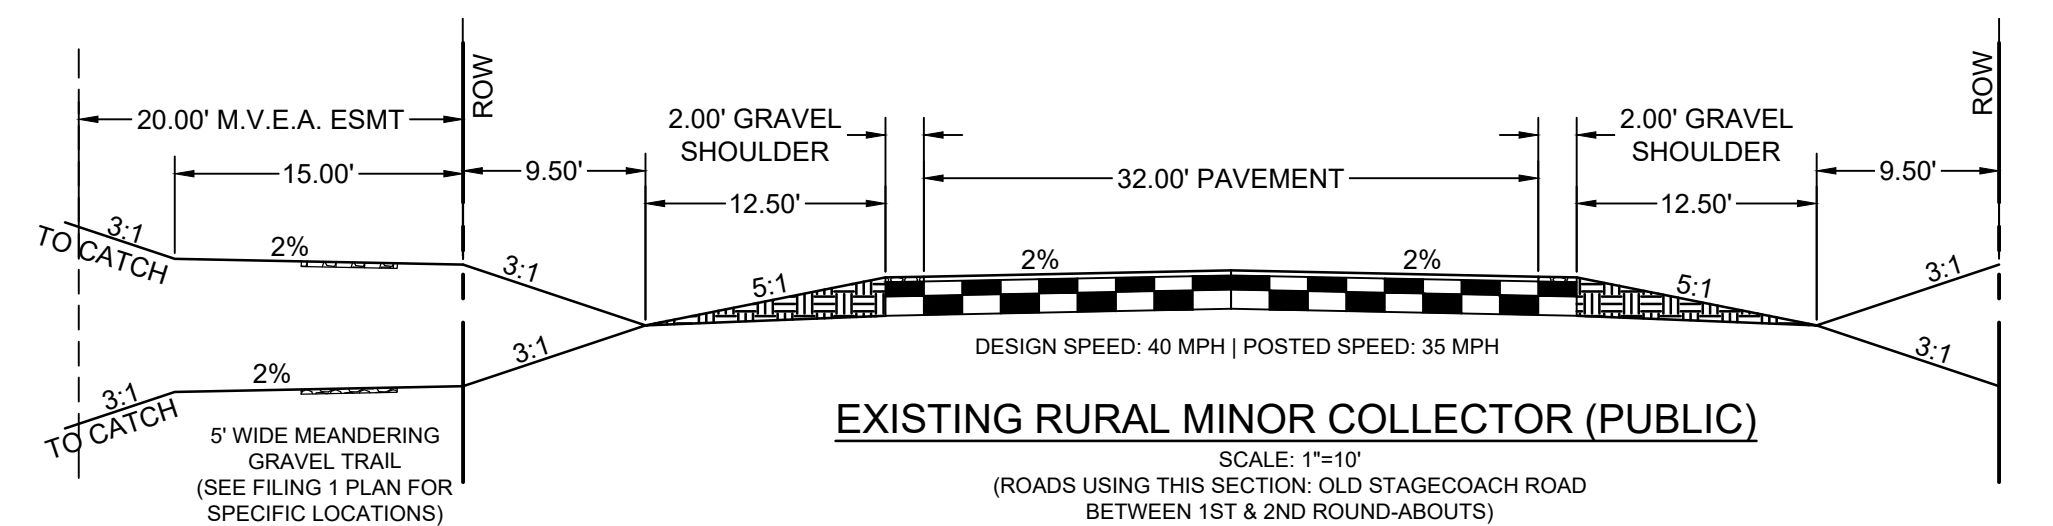 ROW
ROW
20.00' M.V.E.A. ESMT
2.00' GRAVEL
SHOULDER
2.00' GRAVEL
SHOULDER
15.00'
9.50'
32.00' PAVEMENT
9.50'
12.50'
12.50'
3:1
TO CATCH
2%
3:1
5:1
2%
2%
5:1
3:1
3:1
TO CATCH
2%
3:1
3:1
DESIGN SPEED: 40 MPH | POSTED SPEED: 35 MPH
5' WIDE MEANDERING
GRAVEL TRAIL
(SEE FILING 1 PLAN FOR
SPECIFIC LOCATIONS)
EXISTING RURAL MINOR COLLECTOR (PUBLIC)
SCALE: 1"=10'
(ROADS USING THIS SECTION: OLD STAGECOACH ROAD
BETWEEN 1ST & 2ND ROUND-ABOUTS)